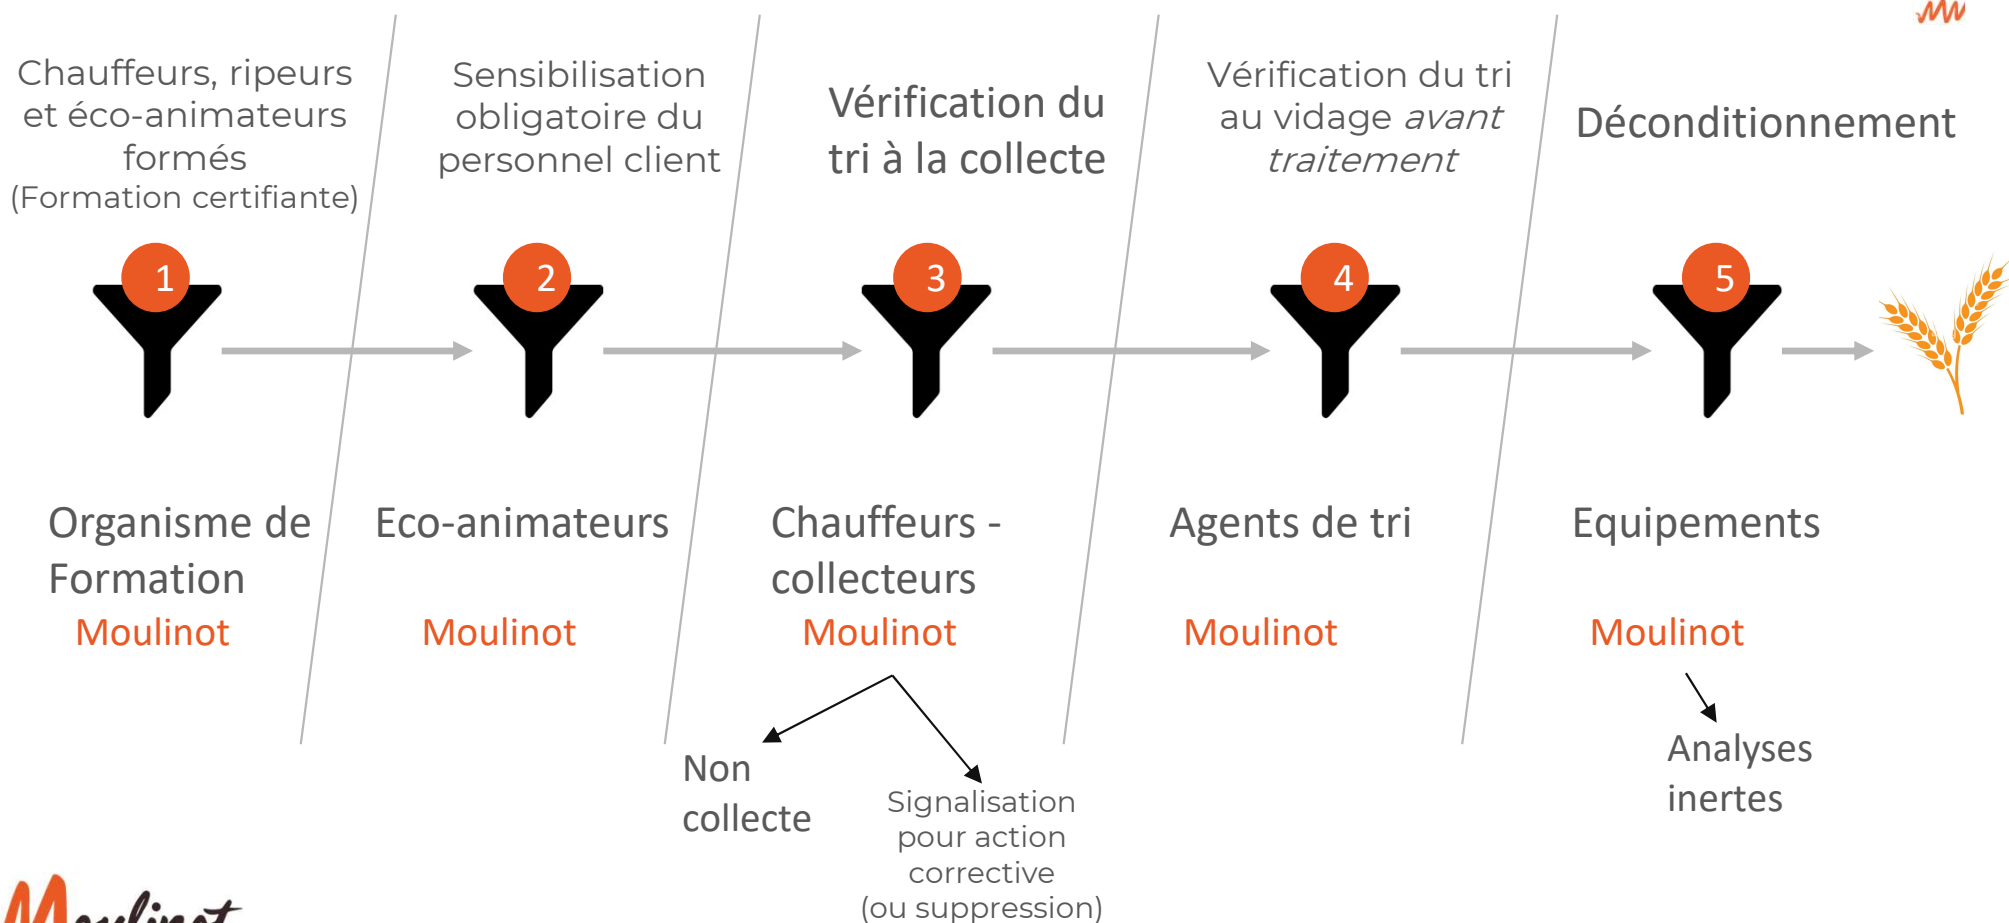 Chauffeurs, ripeurs
et éco-animateurs
formés
(Formation certifiante)
Sensibilisation
obligatoire du
personnel client
Vérification du
tri à la collecte
Vérification du tri
au vidage avant
traitement
Déconditionnement
1
2
3
4
5
Organisme de
Formation
Moulinot
Eco-animateurs
Moulinot
Chauffeurs -
collecteurs
Moulinot
Agents de tri
Moulinot
Equipements
Moulinot
Non
collecte
Signalisation
pour action
corrective
(ou suppression)
Analyses
inertes
Moulinot